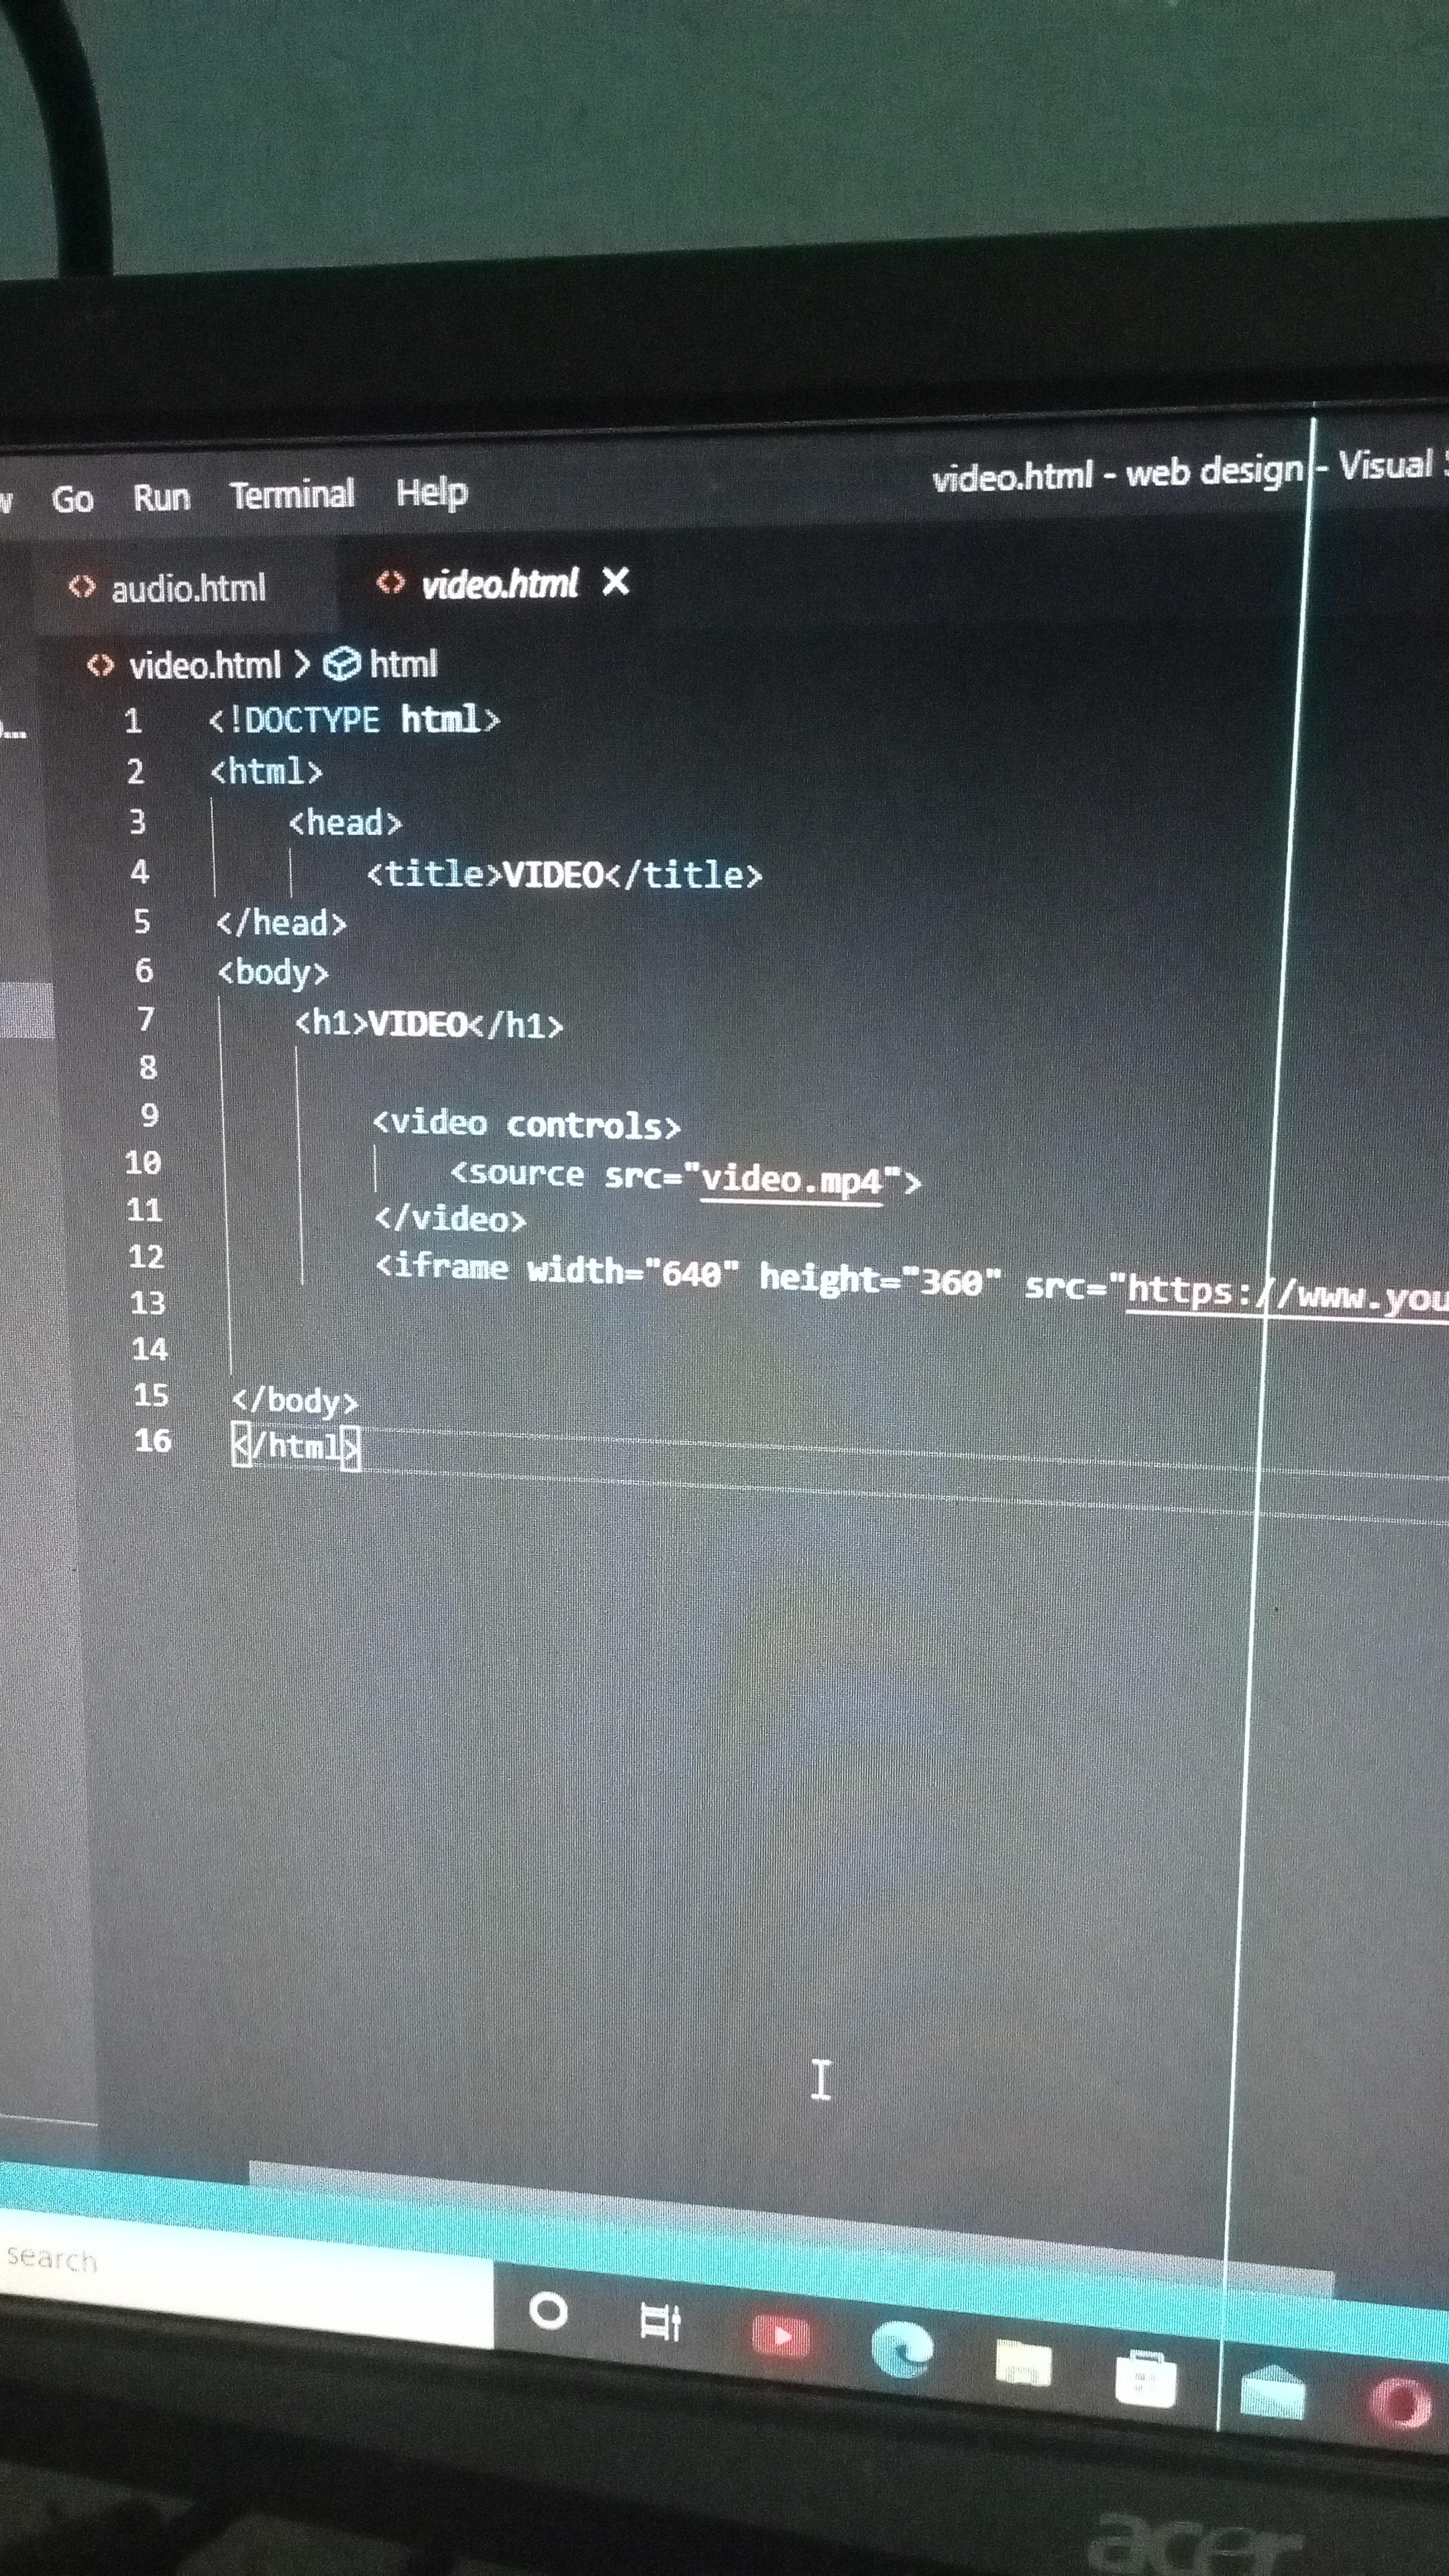 Go Run Terminal Help video.html - web design - Visual
audio.html video.html
video.html > html
1 <!DOCTYPE html>
2 <html>
3 <head>
4 <title>VIDEO</title>
5 </head>
6 <body>
7 <h1>VIDEO</h1>
8
9 <video controls>
10 <source src="video.mp4">
11 </video>
12 <iframe width="640" height="360" src="https://www.you
13
14
15 </body>
16 </html>
search
acer